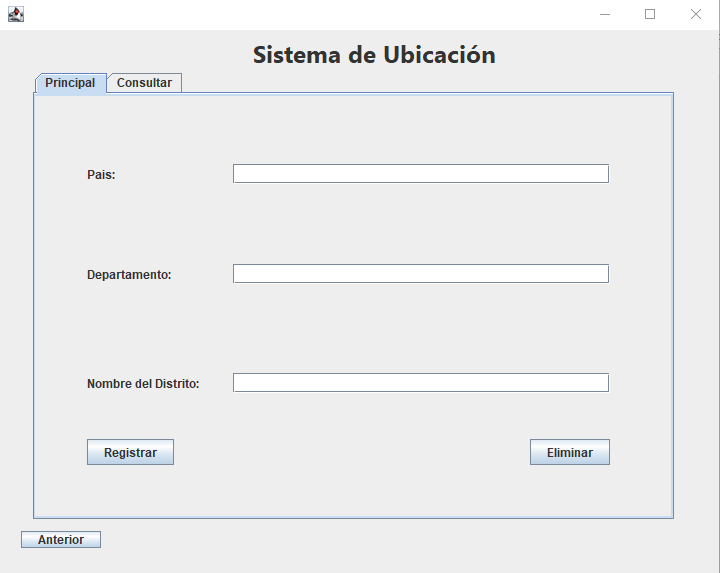 Sistema de Ubicación
Principal Consultar
Pais:
Departamento:
Nombre del Distrito:
Registrar Eliminar
Anterior